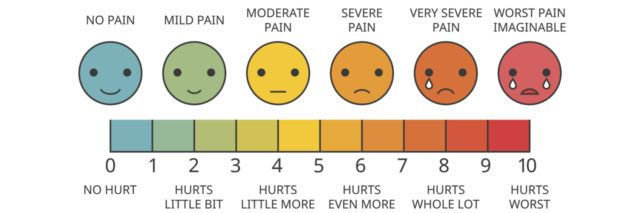 NO PAIN
MILD PAIN
MODERATE
PAIN
SEVERE
PAIN
VERY SEVERE
PAIN
WORST PAIN
IMAGINABLE
0 1 2 3 4 5 6 7 8 9 10
NO HURT
HURTS
LITTLE BIT
HURTS
LITTLE MORE
HURTS
EVEN MORE
HURTS
WHOLE LOT
HURTS
WORST